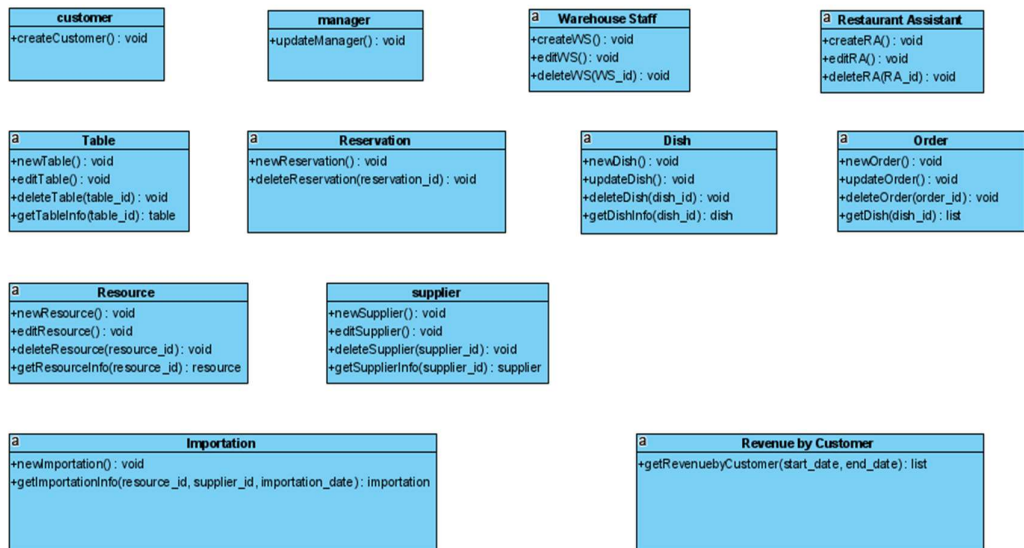 customer
+createCustomer() : void
manager
+updateManager() : void
a Warehouse Staff
+createWS() : void
+editWS() : void
+deleteWS(WS_id) : void
a Restaurant Assistant
+createRA() : void
+editRA() : void
+deleteRA(RA_id) : void
a Table
+newTable() : void
+editTable() : void
+deleteTable(table_id) : void
+getTableInfo(table_id) : table
a Reservation
+newReservation() : void
+deleteReservation(reservation_id) : void
a Dish
+newDish() : void
+updateDish() : void
+deleteDish(dish_id) : void
+getDishInfo(dish_id) : dish
a Order
+newOrder() : void
+updateOrder() : void
+deleteOrder(order_id) : void
+getDish(dish_id) : list
a Resource
+newResource() : void
+editResource() : void
+deleteResource(resource_id) : void
+getResourceInfo(resource_id) : resource
supplier
+newSupplier() : void
+editSupplier() : void
+deleteSupplier(supplier_id) : void
+getSupplierInfo(supplier_id) : supplier
a Importation
+newImportation() : void
+getImportationInfo(resource_id, supplier_id, importation_date) : importation
a Revenue by Customer
+getRevenuebyCustomer(start_date, end_date) : list